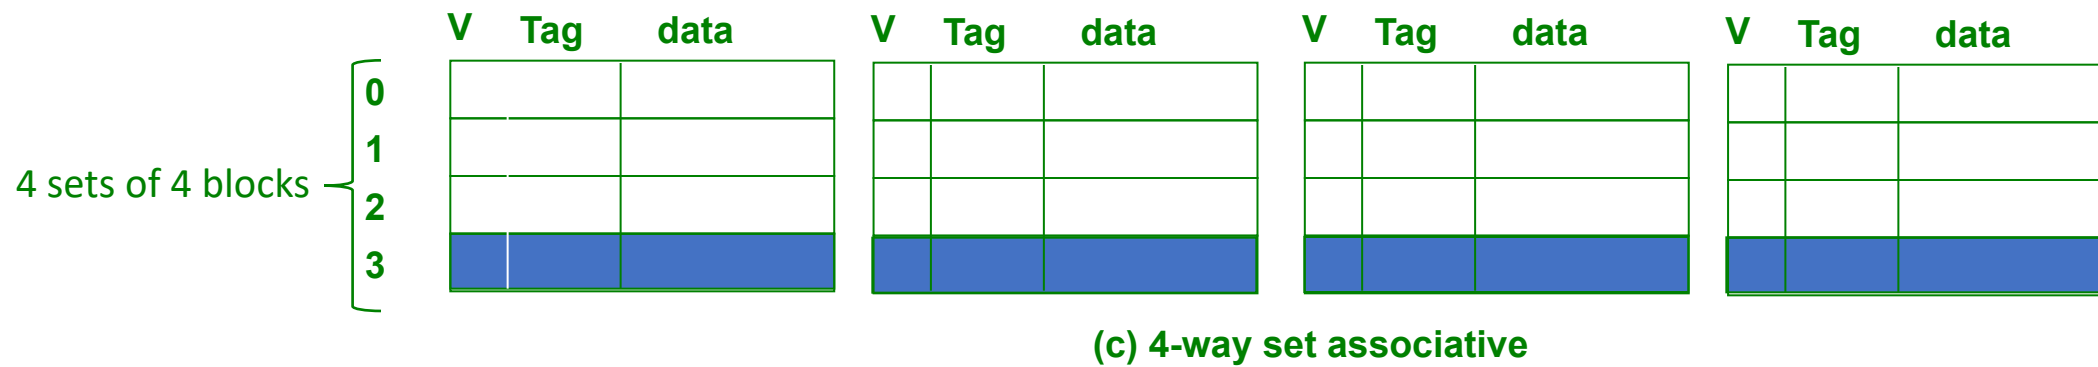 V Tag data V Tag data V Tag data V Tag data
0
1
4 sets of 4 blocks
2
3
(c) 4-way set associative